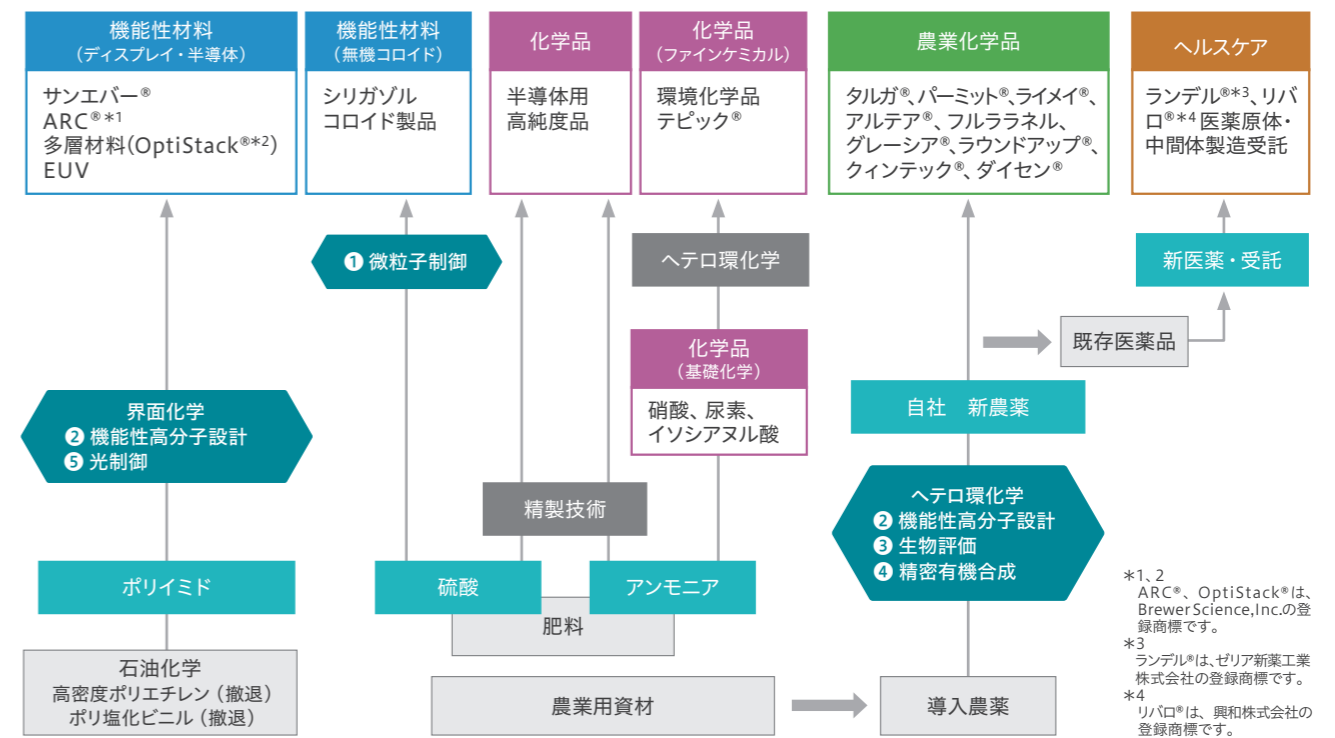 機能性材料
（ディスプレイ・半導体）
サンエバー®
ARC®*1
多層材料(OptiStack®*2)
EUV
機能性材料
（無機コロイド）
シリカゾル
コロイド製品
化学品
半導体用
高純度品
化学品
（ファインケミカル）
環境化学品
テピック®
農業化学品
タルガ®、パーミット®、ライメイ®、
アルテア®、フルララネル、
グレーシア®、ラウンドアップ®、
クィンテック®、ダイセン®
ヘルスケア
ランデル®*3、リバ
ロ®*4 医薬原体・
中間体製造受託
❶ 微粒子制御
ヘテロ環化学
新医薬・受託
既存医薬品
化学品
（基礎化学）
硝酸、尿素、
イソシアヌル酸
界面化学
❷ 機能性高分子設計
❺ 光制御
自社　新農薬
精製技術
ヘテロ環化学
❷ 機能性高分子設計
❸ 生物評価
❹ 精密有機合成
ポリイミド
硫酸
アンモニア
肥料
石油化学
高密度ポリエチレン（撤退）
ポリ塩化ビニル（撤退）
農業用資材
導入農薬
*1、2
ARC®、OptiStack®は、
Brewer Science,Inc.の登
録商標です。
*3
ランデル®は、ゼリア新薬工業
株式会社の登録商標です。
*4
リバロ®は、興和株式会社の
登録商標です。